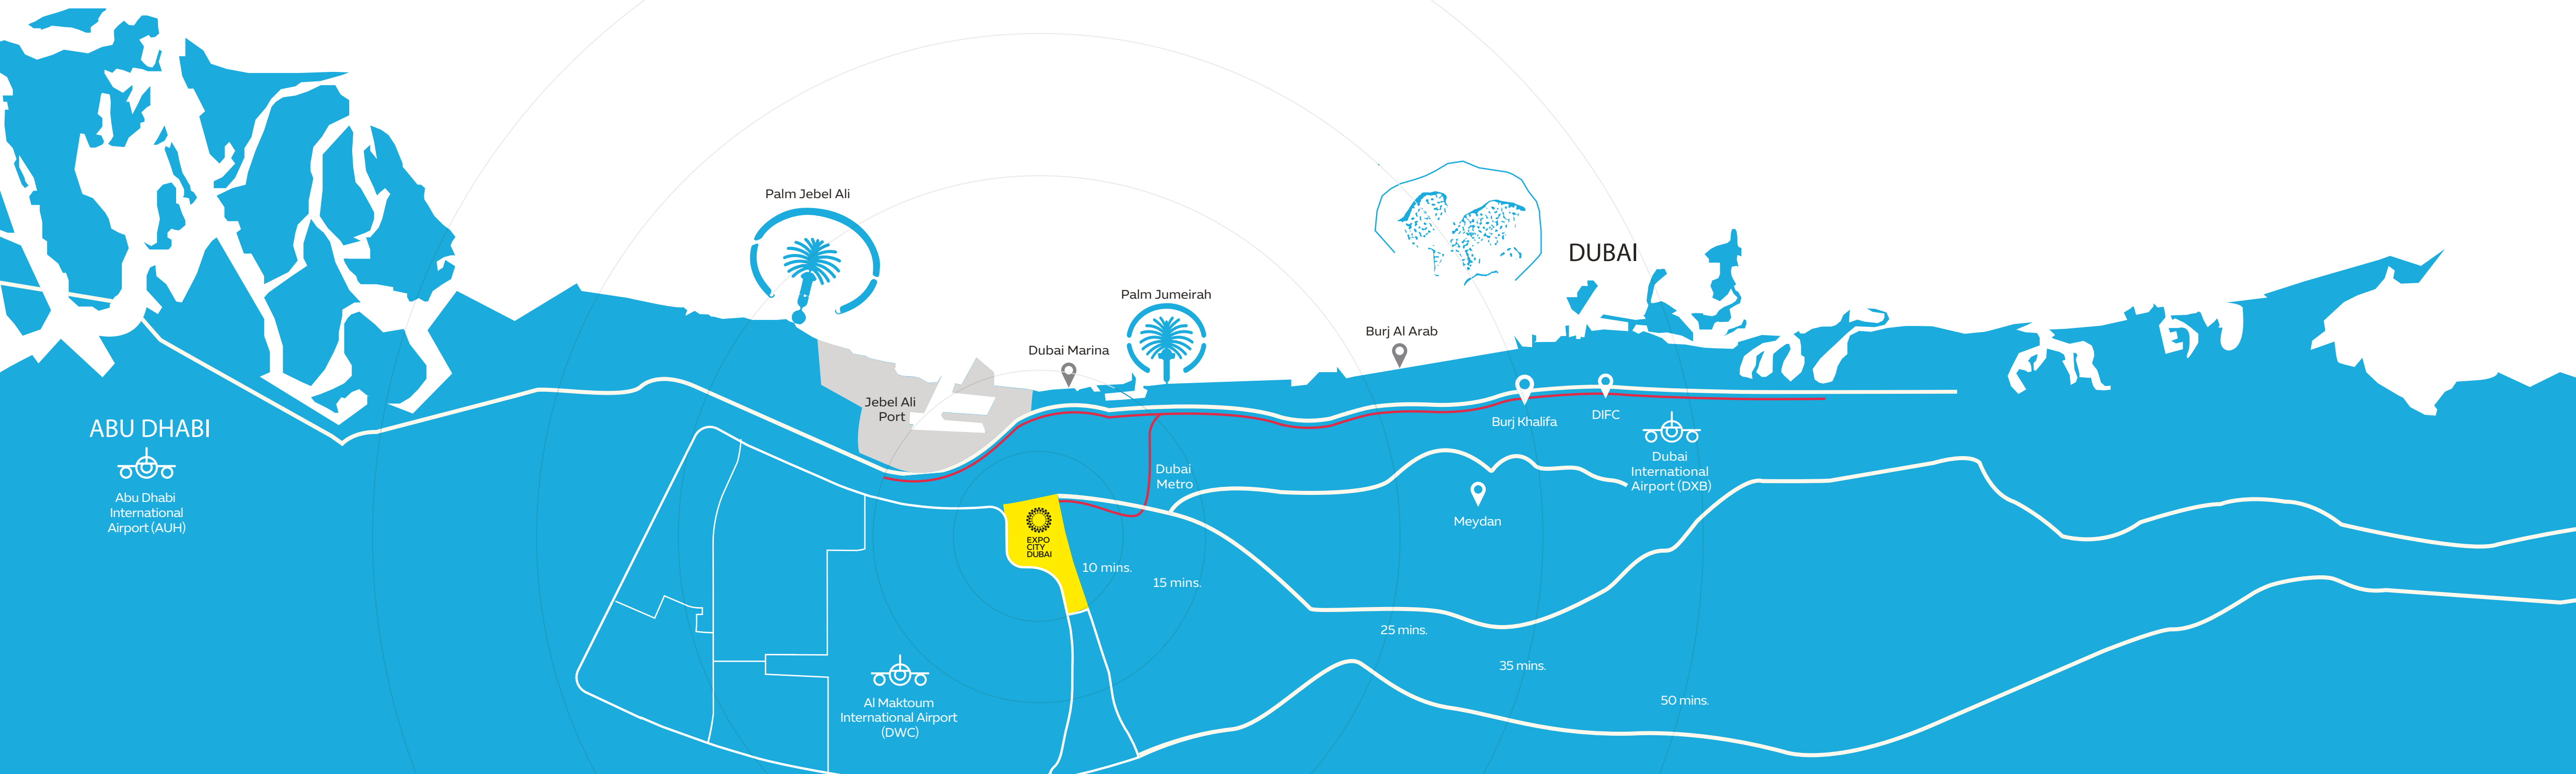 Palm Jebel Ali
DUBAI
Palm Jumeirah
Burj Al Arab
Dubai Marina
Jebel Ali
Port
Burj Khalifa
DIFC
ABU DHABI
Abu Dhabi
International
Airport (AUH)
Dubai
International
Airport (DXB)
Dubai
Metro
Meydan
EXPO
CITY
DUBAI
10 mins.
15 mins.
25 mins.
35 mins.
50 mins.
Al Maktoum
International Airport
(DWC)